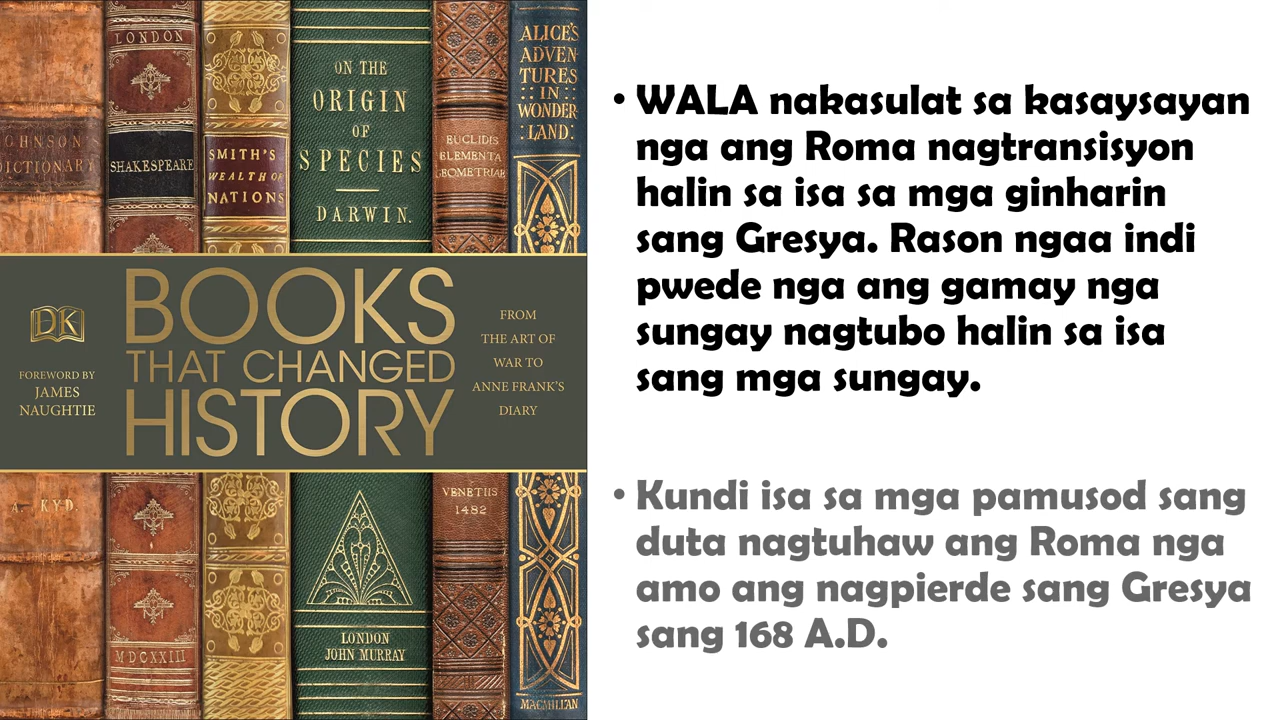 LONDON
JOHNSON
DICTIONARY
SHAKESPEARE
SMITH'S
WEALTH OF
NATIONS
ON THE
ORIGIN
OF
SPECIES
DARWIN.
EUCLIDIS
ELEMENTA
GEOMETRIAE
ALICE'S
ADVEN
TURES
IN
WONDER
LAND:
DK
FOREWORD BY
JAMES
NAUGHTIE
BOOKS
THAT CHANGED
HISTORY
FROM
THE ART OF
WAR TO
ANNE FRANK'S
DIARY
A. KYD.
MDCXXIII
LONDON
JOHN MURRAY
VENETIIS
1482
MACMILLAN
• WALA nakasulat sa kasaysayan
nga ang Roma nagtransisyon
halin sa isa sa mga ginharin
sang Gresya. Rason ngaa indi
pwede nga ang gamay nga
sungay nagtubo halin sa isa
sang mga sungay.
• Kundi isa sa mga pamusod sang
duta nagtuhaw ang Roma nga
amo ang nagpierde sang Gresya
sang 168 A.D.